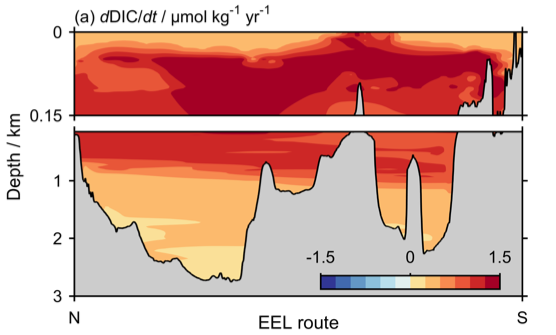 (a) dDIC/dt / μmol kg⁻¹ yr⁻¹
0
0.15
Depth / km
1
2
3
-1.5 0 1.5
N EEL route S